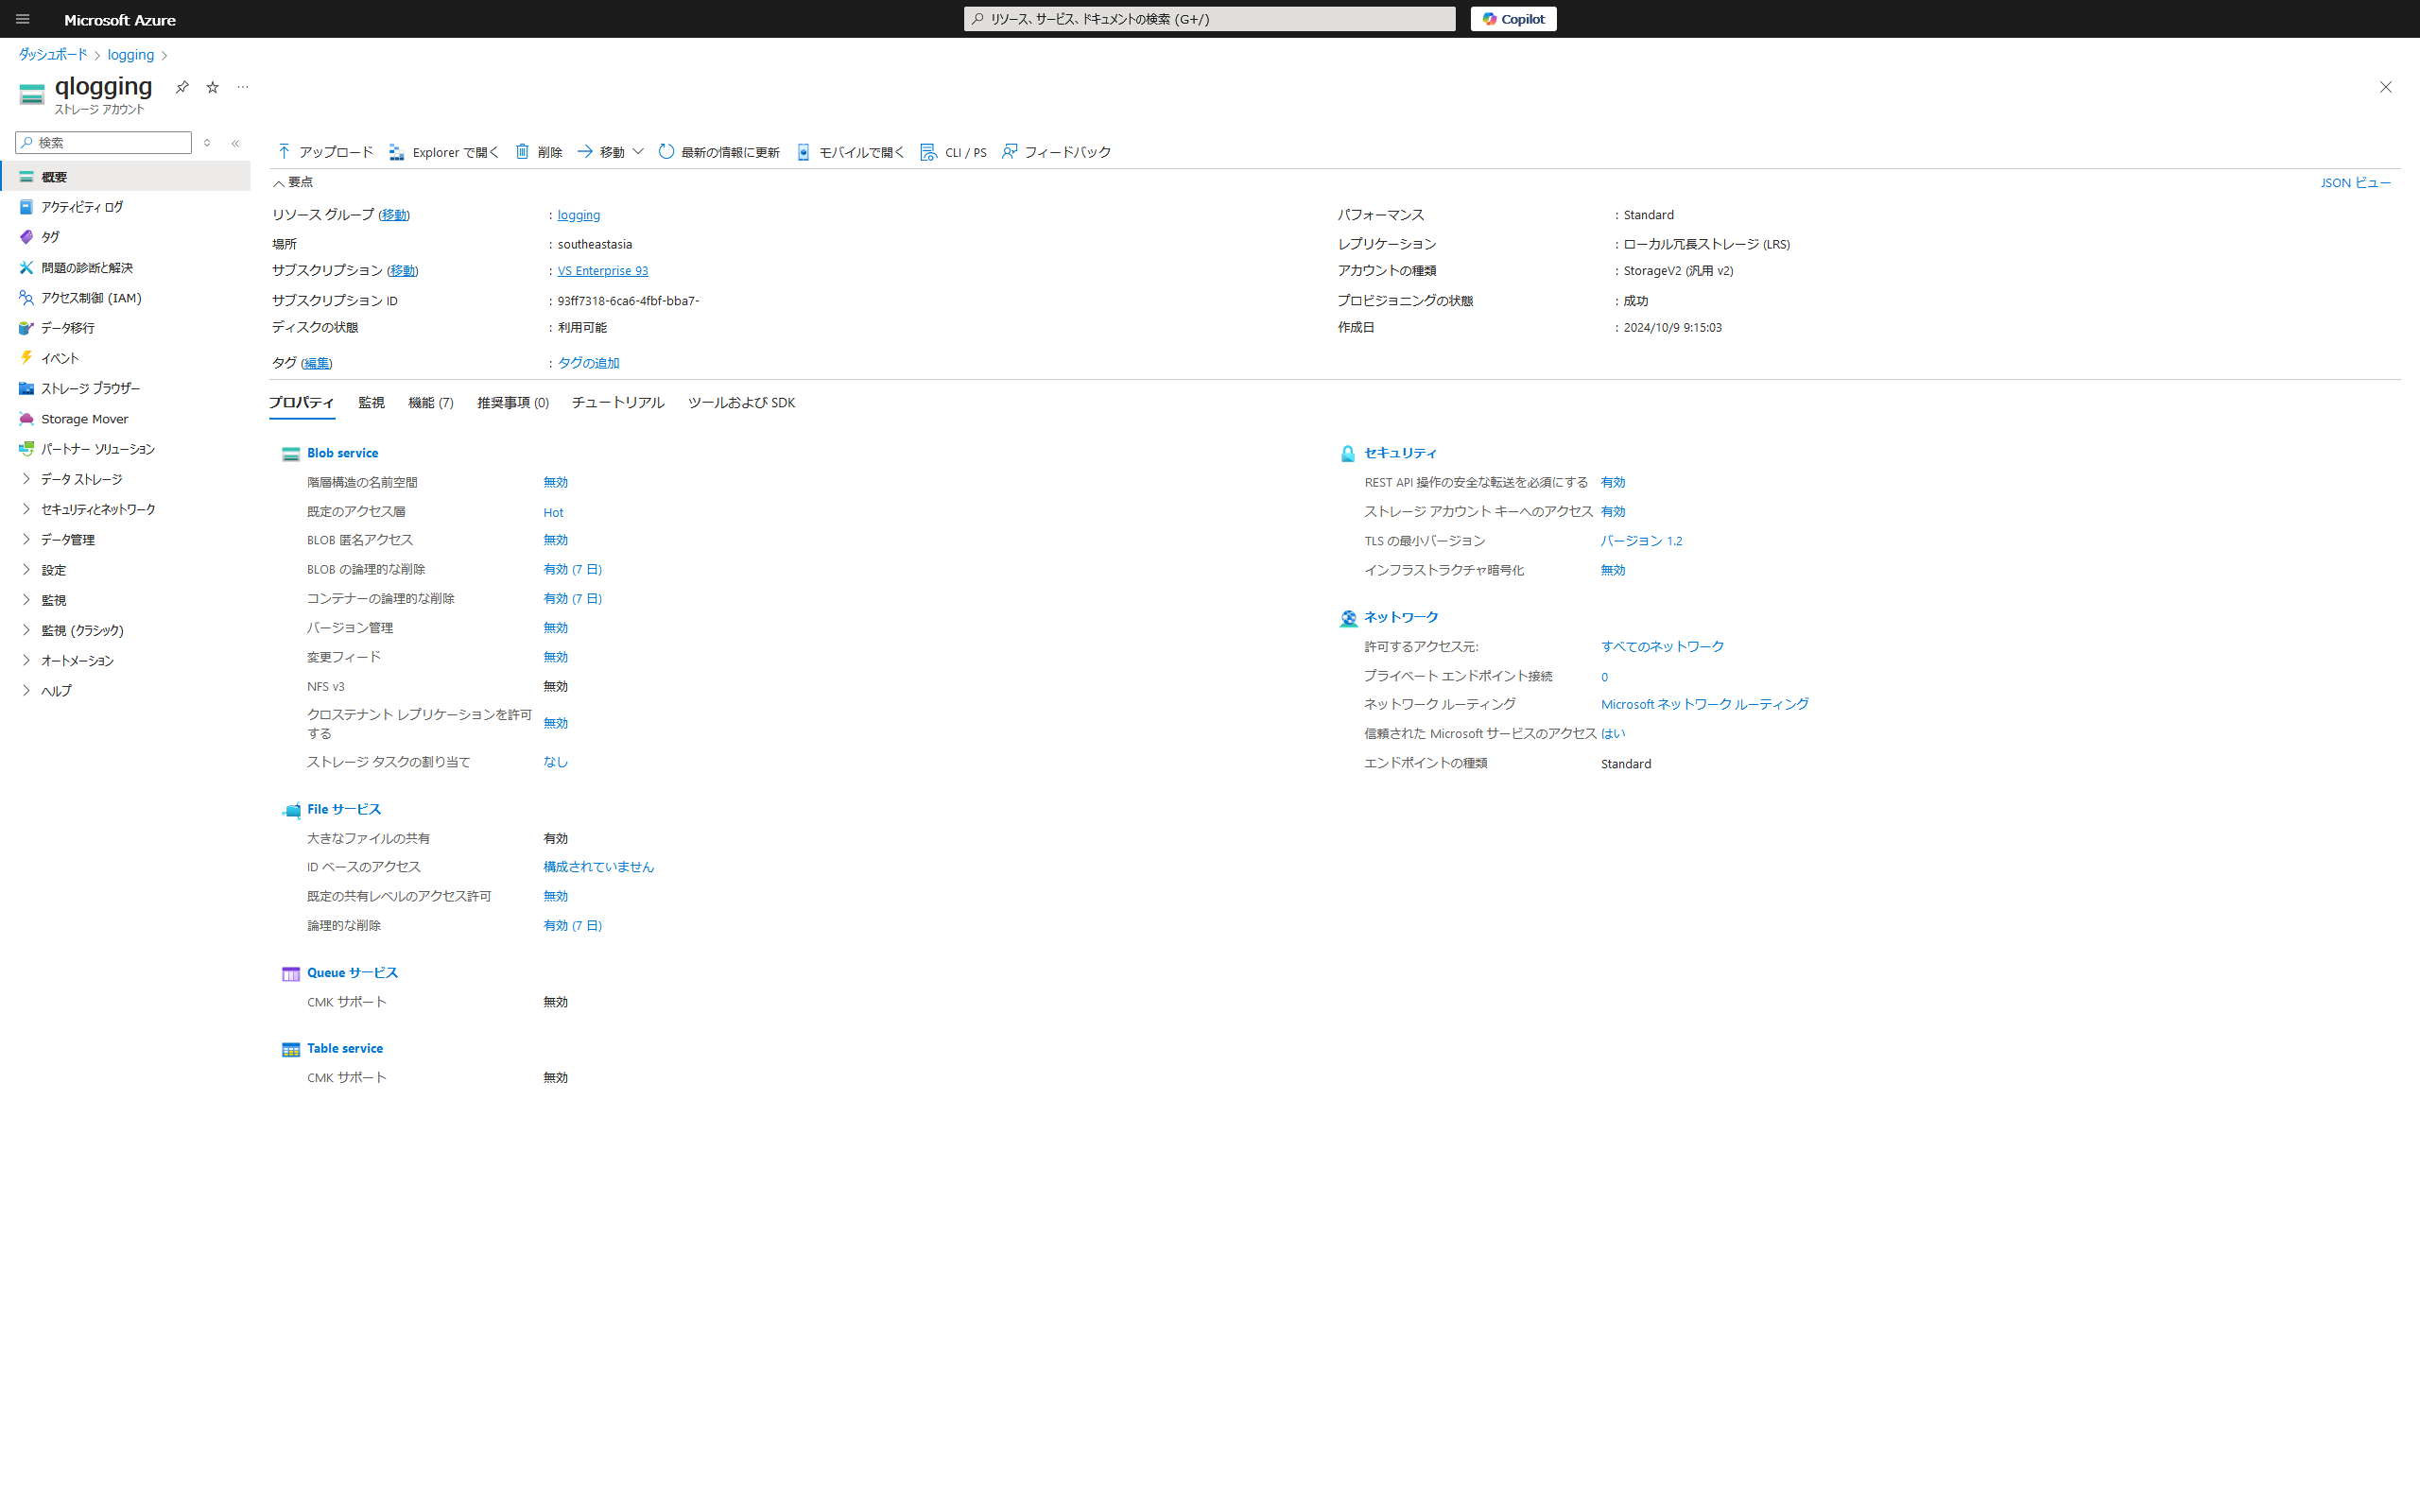 Microsoft Azure
リソース、サービス、ドキュメントの検索 (G+/)
Copilot
ダッシュボード > logging >
qlogging
ストレージ アカウント
検索
概要
アクティビティ ログ
タグ
問題の診断と解決
アクセス制御 (IAM)
データ移行
イベント
ストレージ ブラウザー
Storage Mover
パートナー ソリューション
データ ストレージ
セキュリティとネットワーク
データ管理
設定
監視
監視 (クラシック)
オートメーション
ヘルプ
アップロード Explorer で開く 削除 移動 最新の情報に更新 モバイルで開く CLI / PS フィードバック
要点
JSON ビュー
リソース グループ (移動) : logging
場所 : southeastasia
サブスクリプション (移動) : VS Enterprise 93
サブスクリプション ID : 93ff7318-6ca6-4fbf-bba7-
ディスクの状態 : 利用可能
タグ (編集) : タグの追加
パフォーマンス : Standard
レプリケーション : ローカル冗長ストレージ (LRS)
アカウントの種類 : StorageV2 (汎用 v2)
プロビジョニングの状態 : 成功
作成日 : 2024/10/9 9:15:03
プロパティ 監視 機能 (7) 推奨事項 (0) チュートリアル ツールおよび SDK
Blob service
階層構造の名前空間 無効
既定のアクセス層 Hot
BLOB 匿名アクセス 無効
BLOB の論理的な削除 有効 (7 日)
コンテナーの論理的な削除 有効 (7 日)
バージョン管理 無効
変更フィード 無効
NFS v3 無効
クロステナント レプリケーションを許可
する 無効
ストレージ タスクの割り当て なし
File サービス
大きなファイルの共有 有効
ID ベースのアクセス 構成されていません
既定の共有レベルのアクセス許可 無効
論理的な削除 有効 (7 日)
Queue サービス
CMK サポート 無効
Table service
CMK サポート 無効
セキュリティ
REST API 操作の安全な転送を必須にする 有効
ストレージ アカウント キーへのアクセス 有効
TLS の最小バージョン バージョン 1.2
インフラストラクチャ暗号化 無効
ネットワーク
許可するアクセス元: すべてのネットワーク
プライベート エンドポイント接続 0
ネットワーク ルーティング Microsoft ネットワーク ルーティング
信頼された Microsoft サービスのアクセス はい
エンドポイントの種類 Standard